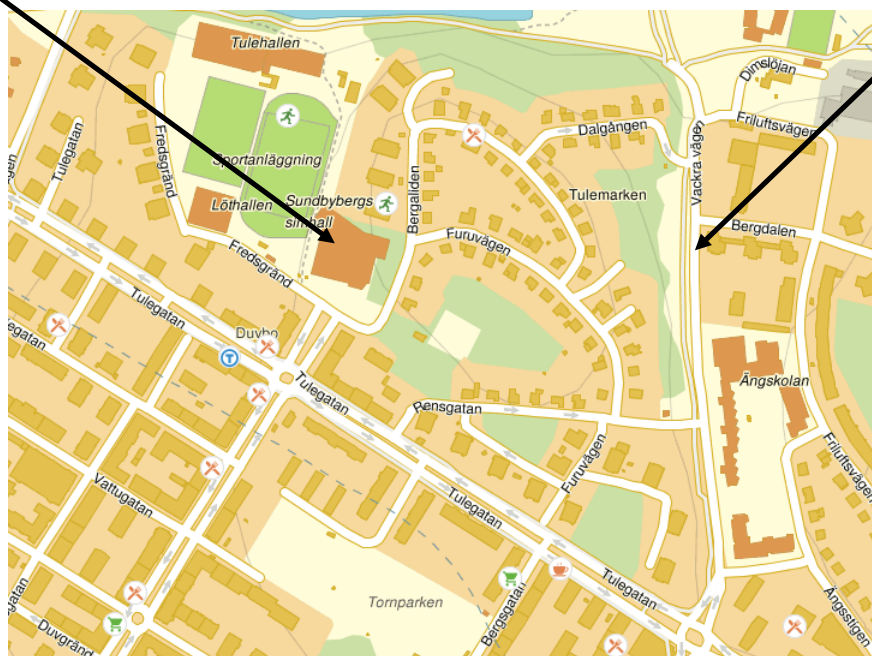 Tulehallen
Dimslöjan
Friluftsvägen
Dalgången
Tulegatan
Fredsgränd
Sportanläggning
Tulemarken
Vackra vägen
Bergaliden
Löthallen
Sundbybergs
simhall
Furuvägen
Bergdalen
Fredsgränd
Tulegatan
Duvbo
T
Tulegatan
Ängskolan
Rensgatan
Furuvägen
Friluftsvägen
Vattugatan
Tulegatan
Tulegatan
Tornparken
Bergsgatan
Ängsstigen
Duvgränd